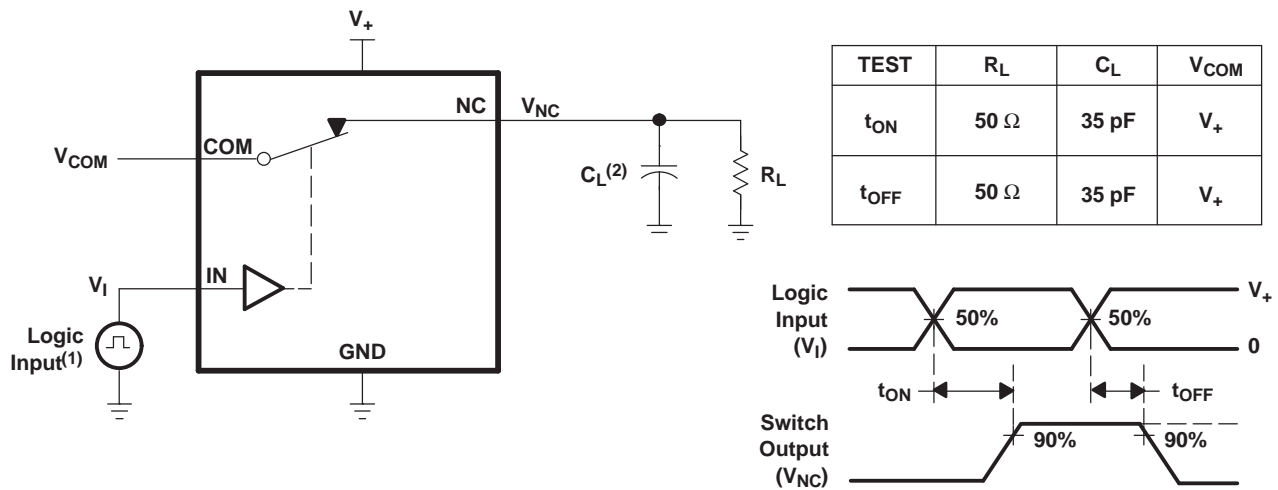 V+
TEST RL CL VCOM
tON 50 Ω 35 pF V+
tOFF 50 Ω 35 pF V+
NC VNC
COM
VCOM
CL(2)
RL
IN
VI
Logic
Input(1)
GND
Logic
Input
(VI)
50%
50%
V+
0
tON
tOFF
Switch
Output
(VNC)
90%
90%